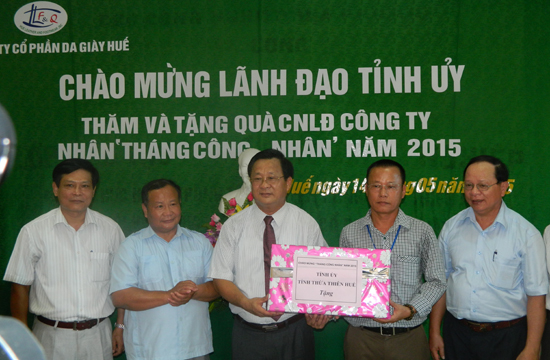 TY CỔ PHẦN DA GIÀY HUẾ
CHÀO MỪNG LÃNH ĐẠO TỈNH ỦY
THĂM VÀ TẶNG QUÀ CNLĐ CÔNG TY
NHÂN 'THÁNG CÔNG NHÂN' NĂM 2015
Huế ngày 14 05 năm
TỈNH ỦY
TỈNH THỪA THIÊN HUẾ
Tặng